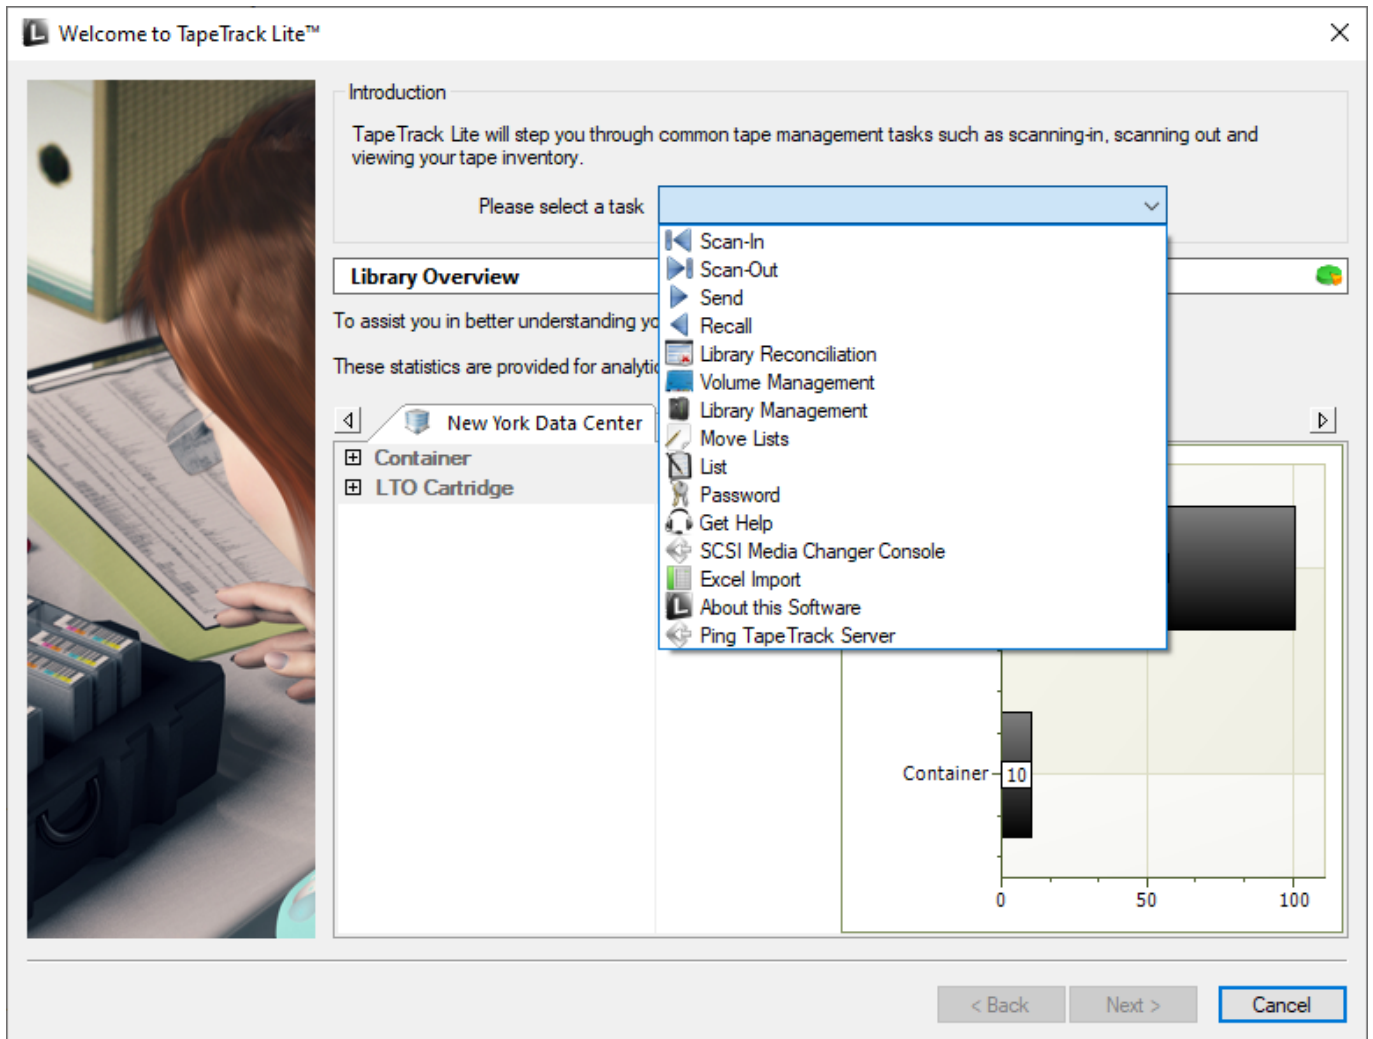 Welcome to TapeTrack Lite™
Introduction
TapeTrack Lite will step you through common tape management tasks such as scanning-in, scanning out and
viewing your tape inventory.
Please select a task
Scan-In
Scan-Out
Send
Recall
Library Reconciliation
Volume Management
Library Management
Move Lists
List
Password
Get Help
SCSI Media Changer Console
Excel Import
About this Software
Ping TapeTrack Server
Library Overview
To assist you in better understanding
These statistics are provided for
New York Data Center
Container
LTO Cartridge
Container
10
0 50 100
< Back Next > Cancel